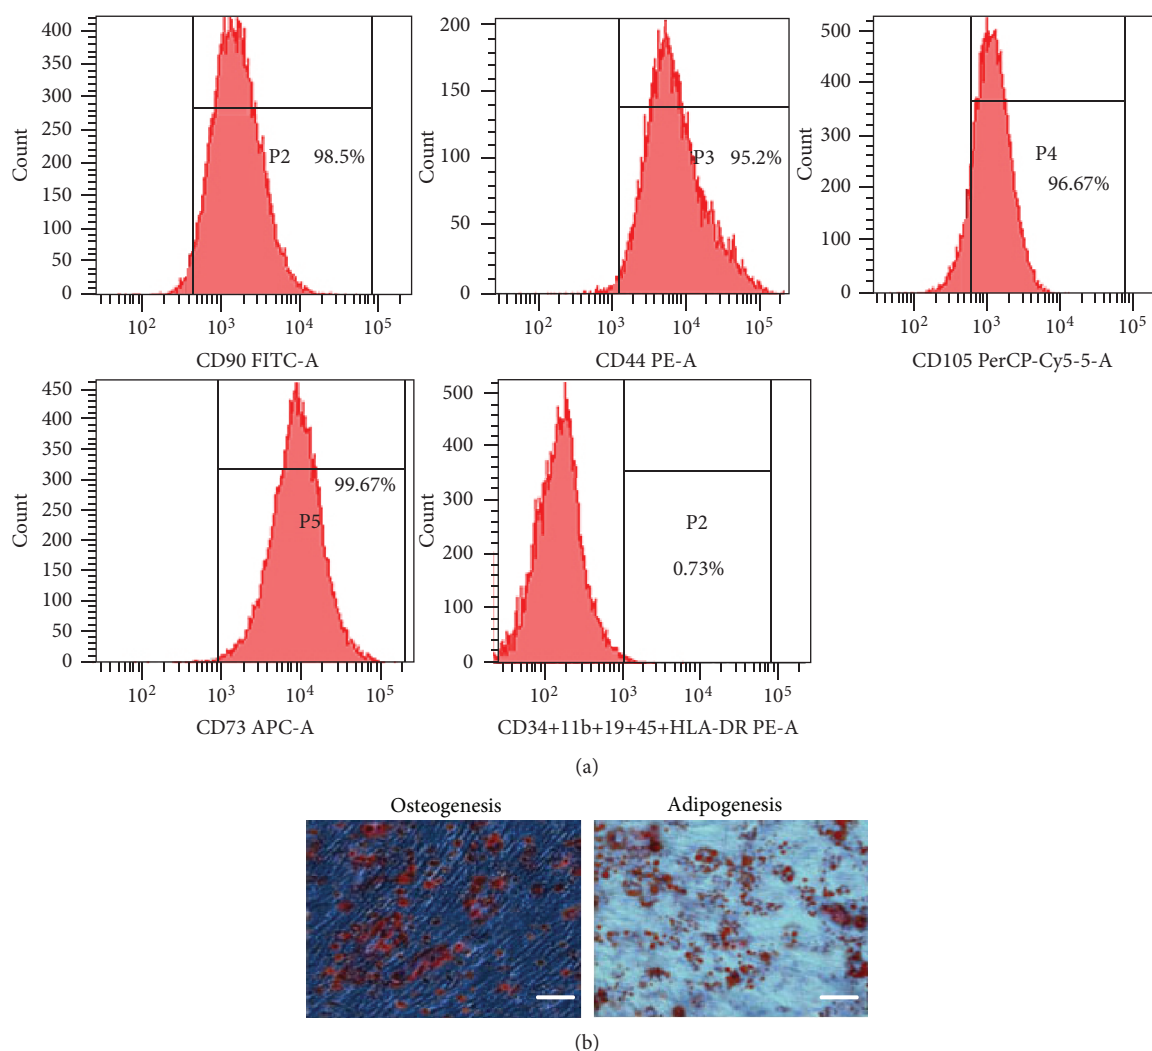 400
350
300
250
200
150
100
50
0
Count
P2 98.5%
10² 10³ 10⁴ 10⁵
CD90 FITC-A
200
150
100
50
0
Count
P3 95.2%
10² 10³ 10⁴ 10⁵
CD44 PE-A
500
400
300
200
100
0
Count
P4
96.67%
10² 10³ 10⁴ 10⁵
CD105 PerCP-Cy5-5-A
450
400
350
300
250
200
150
100
50
0
Count
99.67%
P5
10² 10³ 10⁴ 10⁵
CD73 APC-A
500
400
300
200
100
0
Count
P2
0.73%
10² 10³ 10⁴ 10⁵
CD34+11b+19+45+HLA-DR PE-A
(a)
Osteogenesis
Adipogenesis
(b)